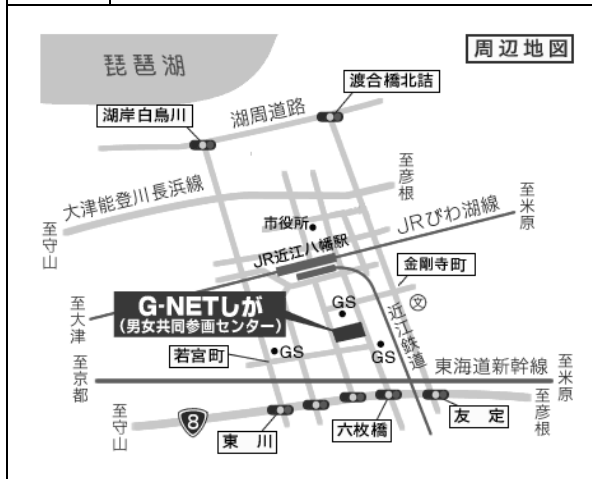 周辺地図
琵琶湖
渡合橋北詰
湖岸白鳥川
湖周道路
至彦根
大津能登川長浜線
至米原
市役所
JRびわ湖線
至守山
JR近江八幡駅
金剛寺町
G-NETしが
(男女共同参画センター)
GS
文
至大津
近江鉄道
若宮町
GS
GS
東海道新幹線
至京都
至米原
至守山
8
東川
六枚橋
友定
至彦根